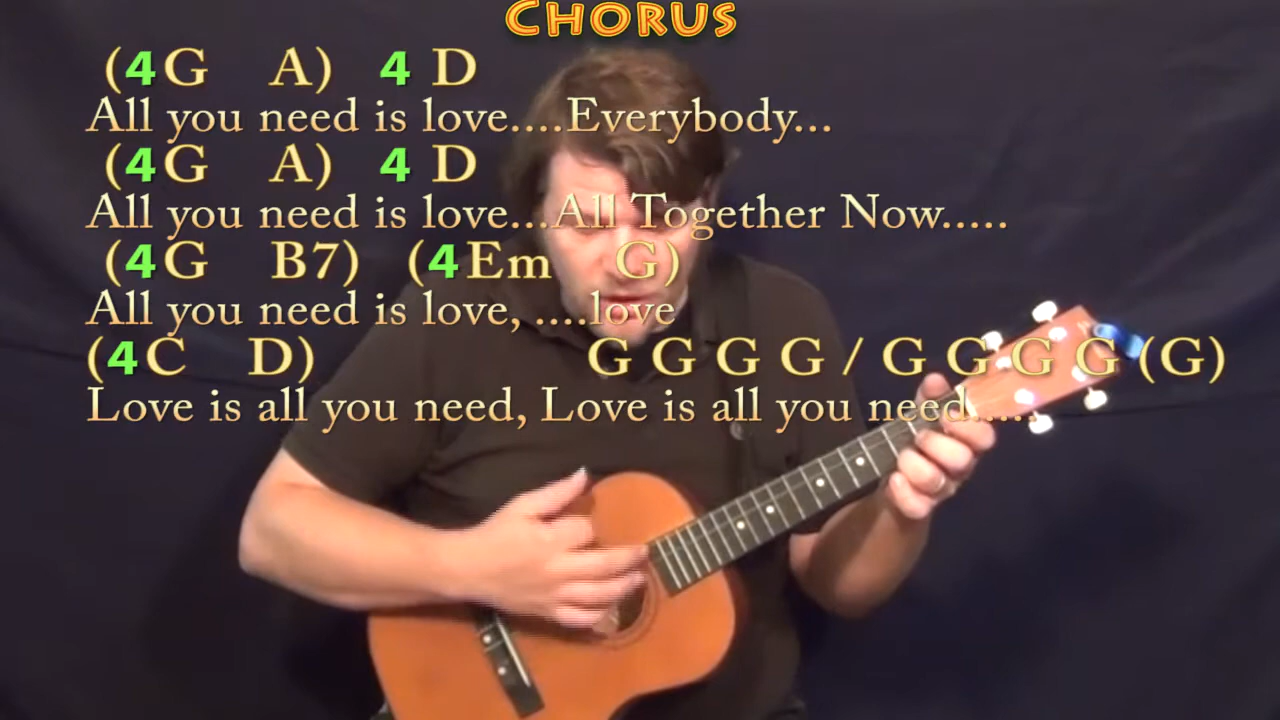 CHORUS
(4G A) 4 D
All you need is love....Everybody...
(4G A) 4 D
All you need is love...All Together Now.....
(4G B7) (4Em G)
All you need is love, ....love
(4C D) G G G G / G G G G (G)
Love is all you need, Love is all you need.....